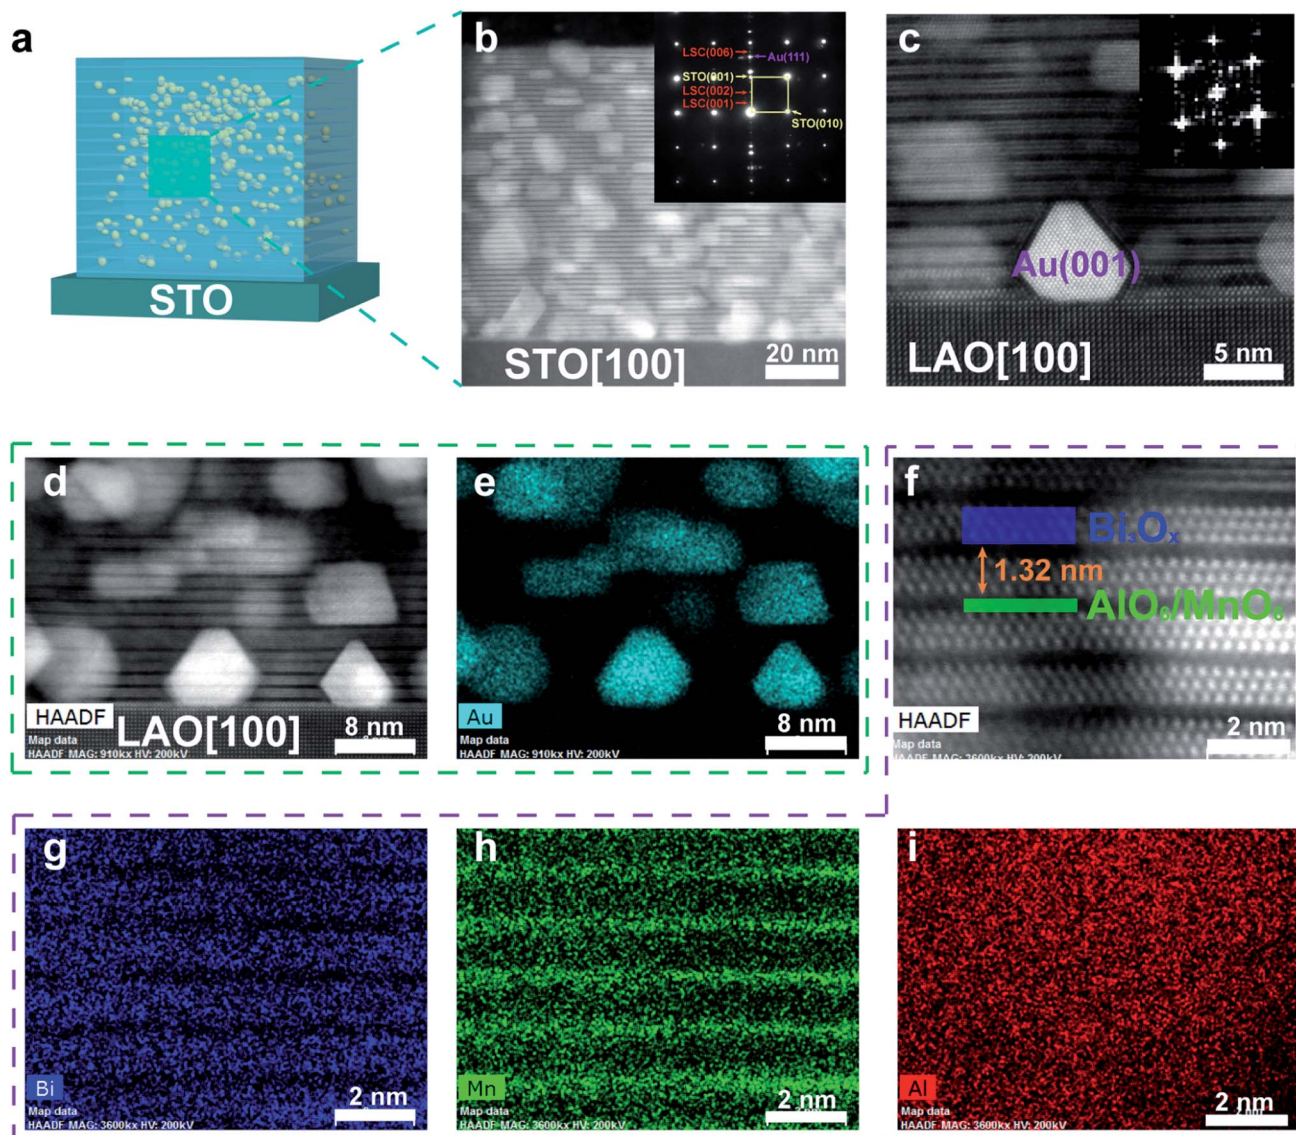 a
STO
b
LSC(006)
Au(111)
STO(001)
LSC(002)
LSC(001)
STO(010)
STO[100]
20 nm
c
Au(001)
LAO[100]
5 nm
d
HAADF
LAO[100]
8 nm
Map data
HAADF MAG: 910kx HV: 200kV
e
Au
8 nm
Map data
HAADF MAG: 910kx HV: 200kV
f
Bi₃Oₓ
1.32 nm
AlO₆/MnO₆
HAADF
2 nm
Map data
HAADF MAG: 3600kx HV: 200kV
g
Bi
2 nm
Map data
HAADF MAG: 3600kx HV: 200kV
h
Mn
2 nm
Map data
HAADF MAG: 3600kx HV: 200kV
i
Al
2 nm
Map data
HAADF MAG: 3600kx HV: 200kV